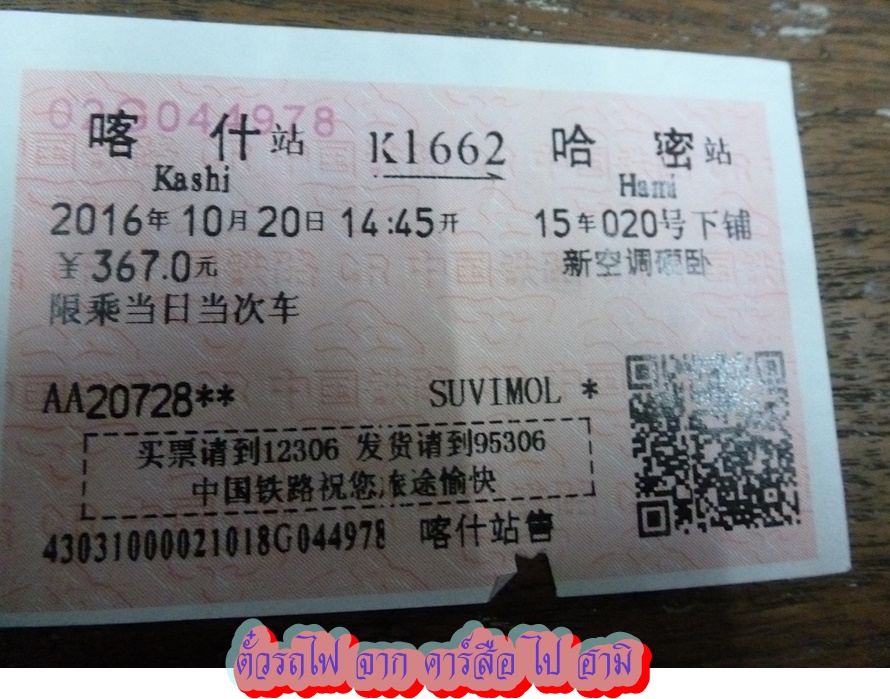 02G044978
喀什站 K1662 哈密站
Kashi Hami
2016年10月20日14:45开 15车020号下铺
¥367.0元 新空调硬卧
限乘当日当次车
AA20728** SUVIMOL *
买票请到12306 发货请到95306
中国铁路祝您旅途愉快
43031000021018G044978 喀什站售
ตั๋วรถไฟ จาก คาร์สือ ไป ฮามิ